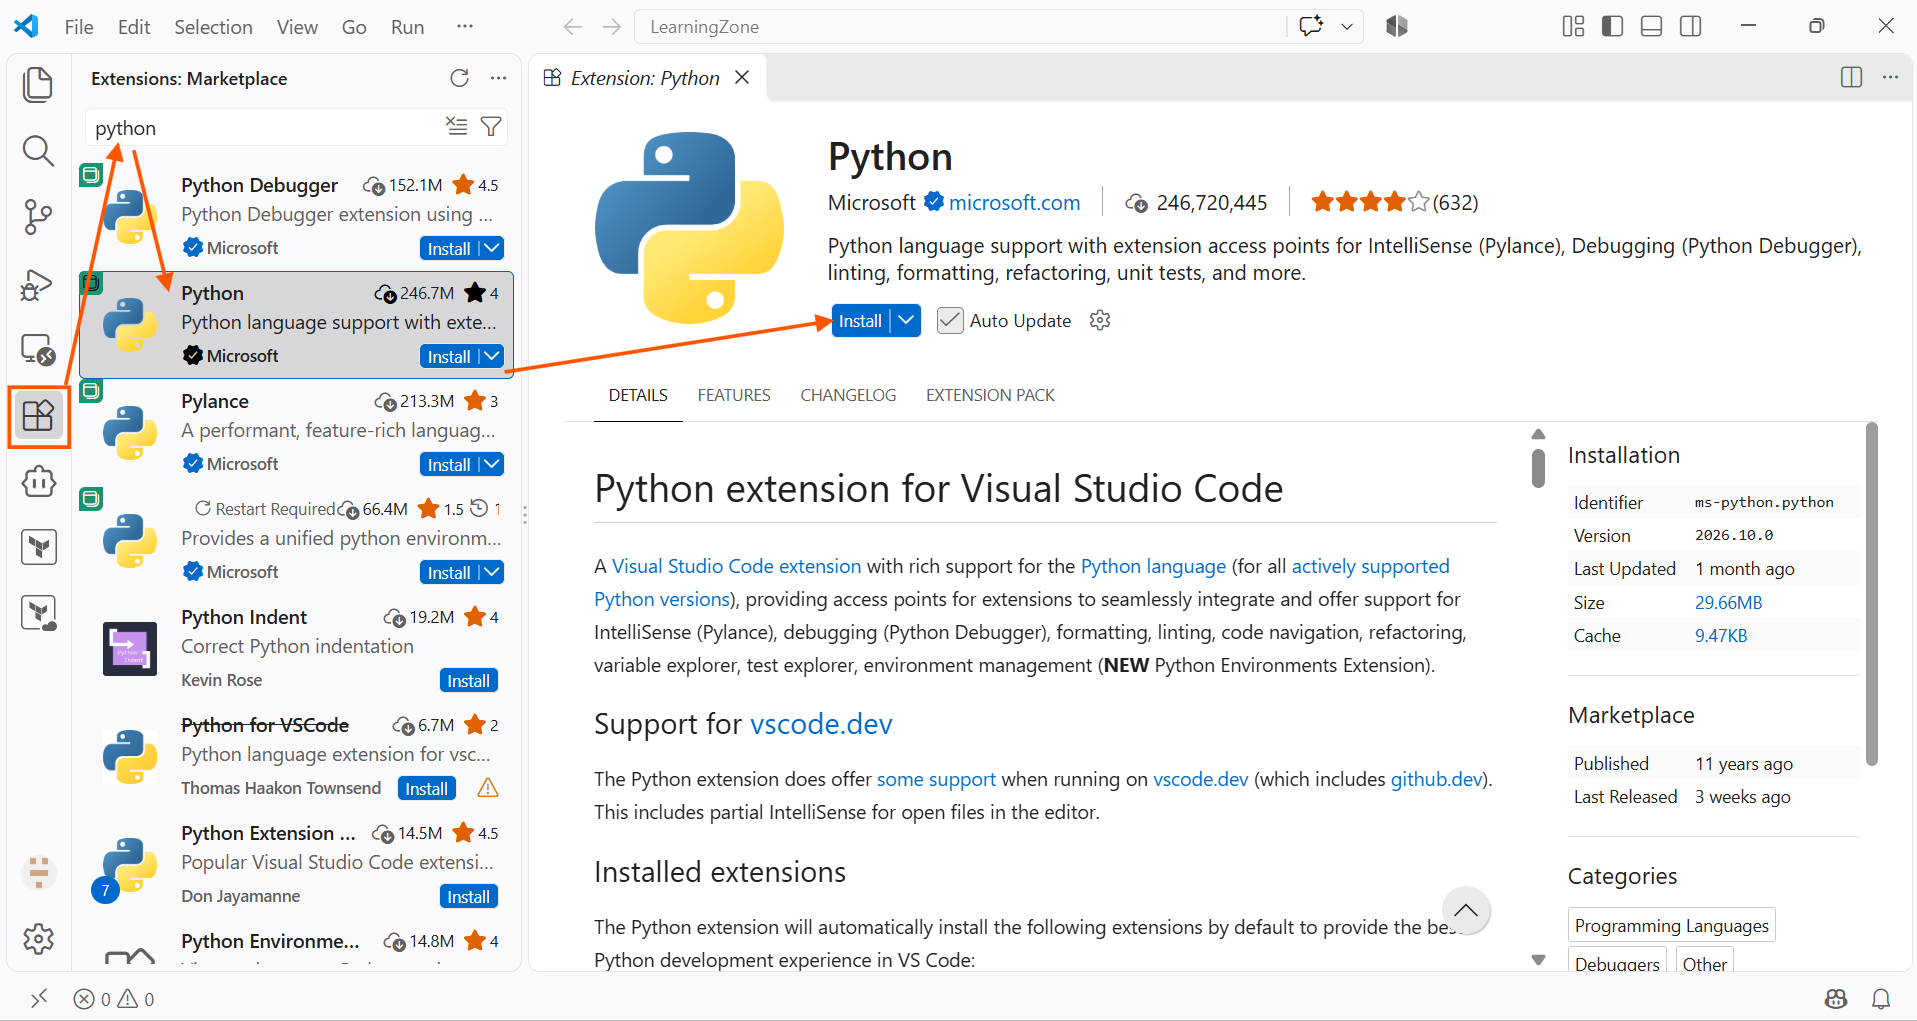 File Edit Selection View Go Run ···
LearningZone
Extensions: Marketplace
python
Python Debugger 152.1M 4.5
Python Debugger extension using ...
Microsoft Install
Python 246.7M 4
Python language support with exte...
Microsoft Install
Pylance 213.3M 3
A performant, feature-rich languag...
Microsoft Install
Restart Required 66.4M 1.5 1
Provides a unified python environm...
Microsoft Install
Python Indent 19.2M 4
Correct Python indentation
Kevin Rose Install
Python for VSCode 6.7M 2
Python language extension for vsc...
Thomas Haakon Townsend Install
Python Extension ... 14.5M 4.5
Popular Visual Studio Code extensi...
7
Don Jayamanne Install
Python Environme... 14.8M 4
Extension: Python
Python
Microsoft microsoft.com 246,720,445 (632)
Python language support with extension access points for IntelliSense (Pylance), Debugging (Python Debugger),
linting, formatting, refactoring, unit tests, and more.
Install Auto Update
DETAILS FEATURES CHANGELOG EXTENSION PACK
Python extension for Visual Studio Code
A Visual Studio Code extension with rich support for the Python language (for all actively supported
Python versions), providing access points for extensions to seamlessly integrate and offer support for
IntelliSense (Pylance), debugging (Python Debugger), formatting, linting, code navigation, refactoring,
variable explorer, test explorer, environment management (NEW Python Environments Extension).
Support for vscode.dev
The Python extension does offer some support when running on vscode.dev (which includes github.dev).
This includes partial IntelliSense for open files in the editor.
Installed extensions
The Python extension will automatically install the following extensions by default to provide the bes
Python development experience in VS Code:
Installation
Identifier ms-python.python
Version 2026.10.0
Last Updated 1 month ago
Size 29.66MB
Cache 9.47KB
Marketplace
Published 11 years ago
Last Released 3 weeks ago
Categories
Programming Languages
Debuggers Other
0 0